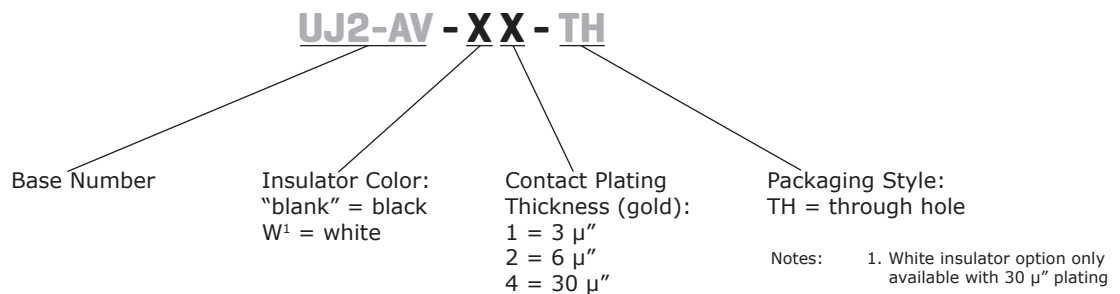 UJ2-AV - X X - TH
Base Number
Insulator Color:
"blank" = black
W¹ = white
Contact Plating
Thickness (gold):
1 = 3 µ"
2 = 6 µ"
4 = 30 µ"
Packaging Style:
TH = through hole
Notes: 1. White insulator option only
available with 30 µ" plating